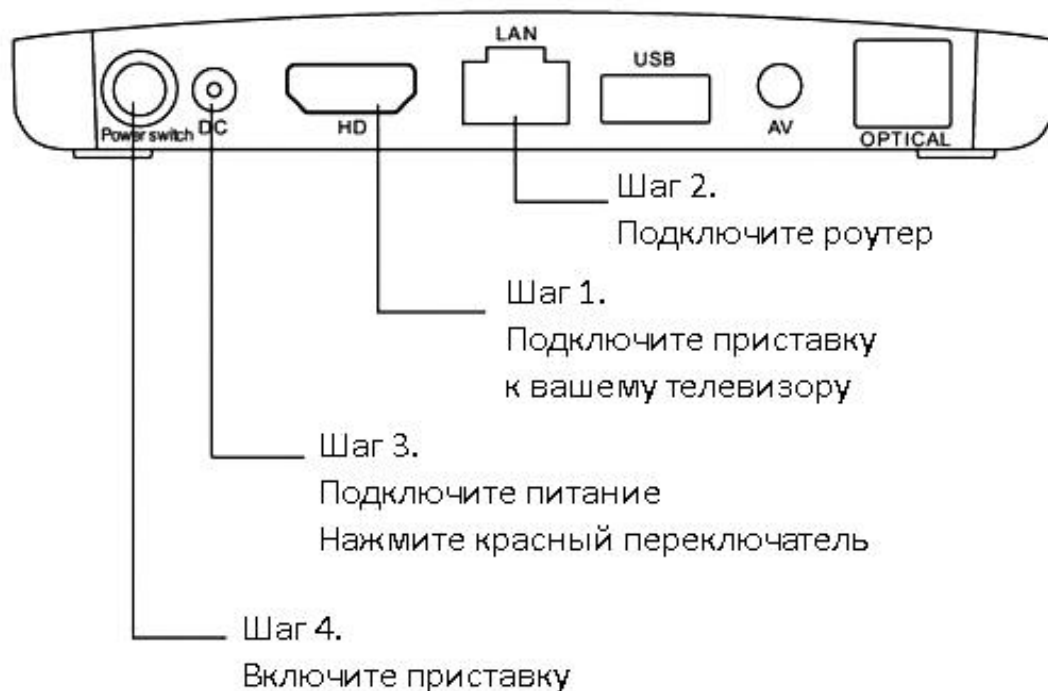 LAN
USB
Power switch
DC
HD
AV
OPTICAL
Шаг 2.
Подключите роутер
Шаг 1.
Подключите приставку
к вашему телевизору
Шаг 3.
Подключите питание
Нажмите красный переключатель
Шаг 4.
Включите приставку